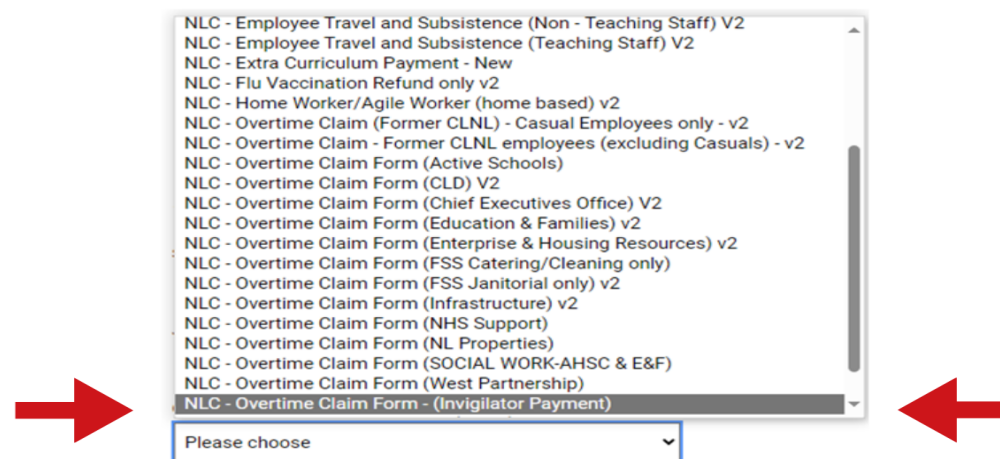 NLC - Employee Travel and Subsistence (Non - Teaching Staff) V2
NLC - Employee Travel and Subsistence (Teaching Staff) V2
NLC - Extra Curriculum Payment - New
NLC - Flu Vaccination Refund only v2
NLC - Home Worker/Agile Worker (home based) v2
NLC - Overtime Claim (Former CLNL) - Casual Employees only - v2
NLC - Overtime Claim - Former CLNL employees (excluding Casuals) - v2
NLC - Overtime Claim Form (Active Schools)
NLC - Overtime Claim Form (CLD) V2
NLC - Overtime Claim Form (Chief Executives Office) V2
NLC - Overtime Claim Form (Education & Families) v2
NLC - Overtime Claim Form (Enterprise & Housing Resources) v2
NLC - Overtime Claim Form (FSS Catering/Cleaning only)
NLC - Overtime Claim Form (FSS Janitorial only) v2
NLC - Overtime Claim Form (Infrastructure) v2
NLC - Overtime Claim Form (NHS Support)
NLC - Overtime Claim Form (NL Properties)
NLC - Overtime Claim Form (SOCIAL WORK-AHSC & E&F)
NLC - Overtime Claim Form (West Partnership)
NLC - Overtime Claim Form - (Invigilator Payment)
Please choose